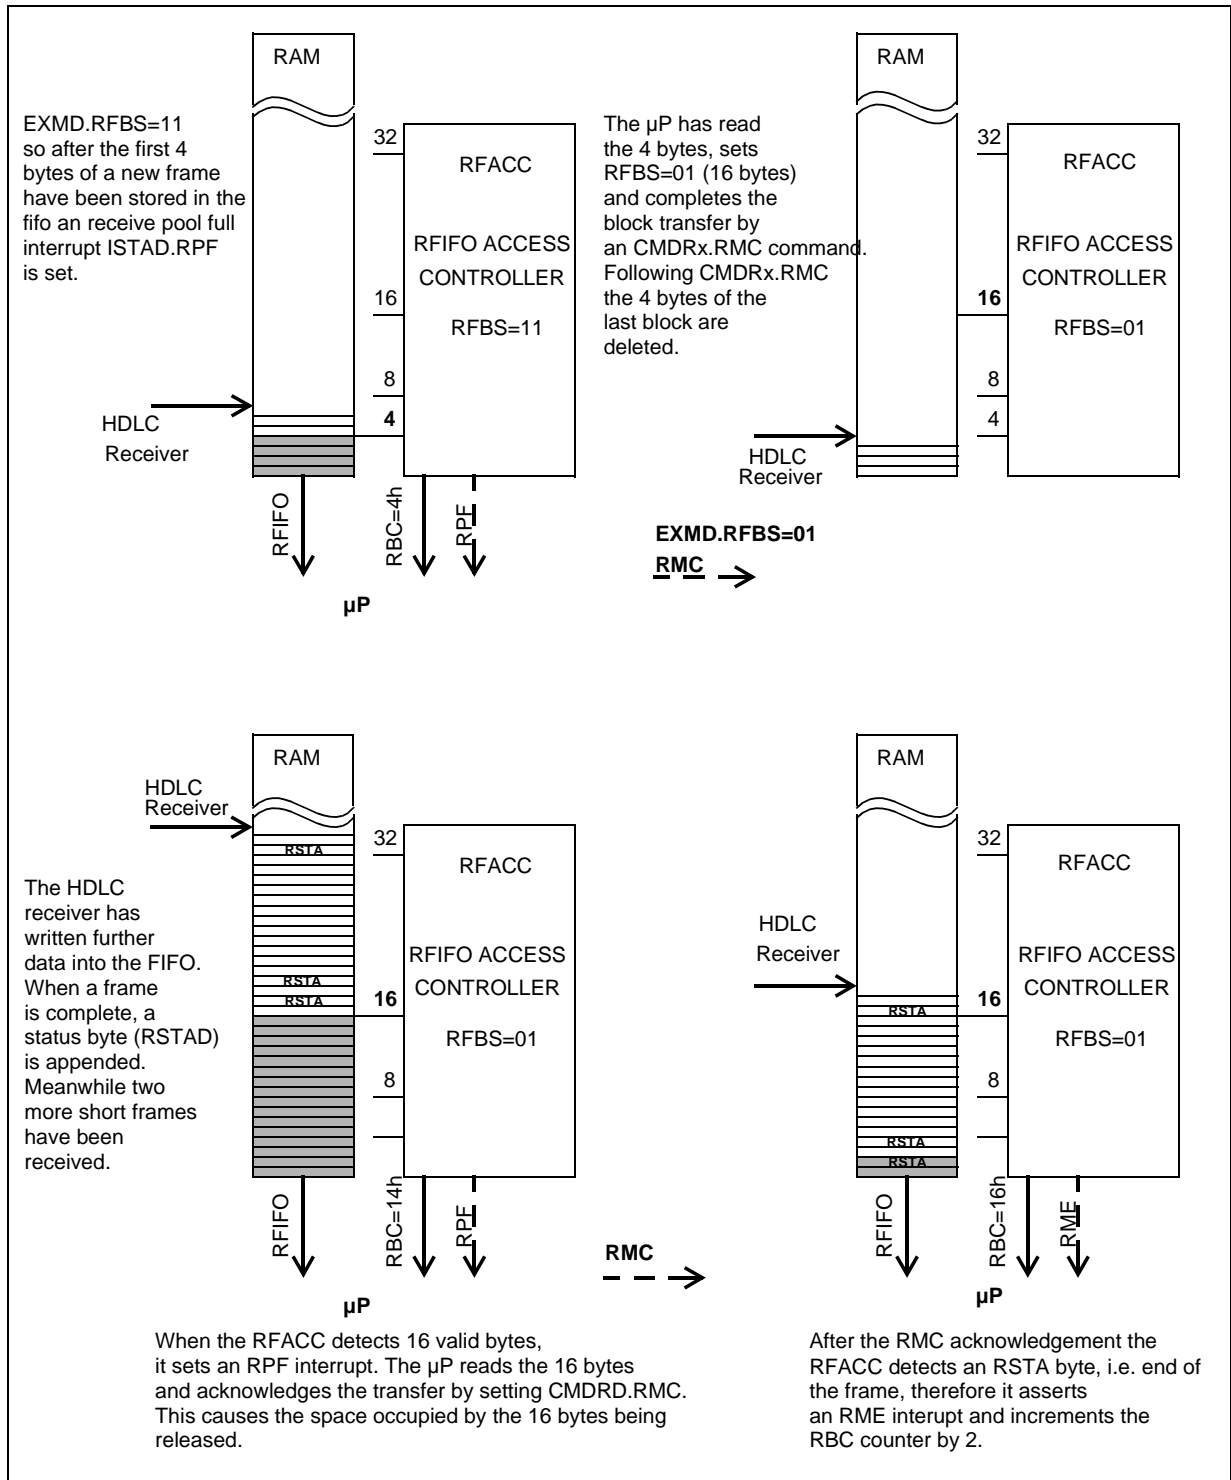 RAM
EXMD.RFBS=11
so after the first 4
bytes of a new frame
have been stored in the
fifo an receive pool full
interrupt ISTAD.RPF
is set.
32
RFACC
RFIFO ACCESS
CONTROLLER
16
RFBS=11
8
4
HDLC
Receiver
RFIFO
RBC=4h
RPF
µP
The µP has read
the 4 bytes, sets
RFBS=01 (16 bytes)
and completes the
block transfer by
an CMDRx.RMC command.
Following CMDRx.RMC
the 4 bytes of the
last block are
deleted.
RAM
32
RFACC
RFIFO ACCESS
CONTROLLER
16
RFBS=01
8
4
HDLC
Receiver
EXMD.RFBS=01
RMC
RAM
HDLC
Receiver
32
RSTA
RFACC
The HDLC
receiver has
written further
data into the FIFO.
When a frame
is complete, a
status byte (RSTAD)
is appended.
Meanwhile two
more short frames
have been
received.
RFIFO ACCESS
CONTROLLER
RSTA
RSTA
16
RFBS=01
8
RFIFO
RBC=14h
RPF
µP
RMC
When the RFACC detects 16 valid bytes,
it sets an RPF interrupt. The µP reads the 16 bytes
and acknowledges the transfer by setting CMDRD.RMC.
This causes the space occupied by the 16 bytes being
released.
RAM
32
RFACC
HDLC
Receiver
RFIFO ACCESS
CONTROLLER
16
RSTA
RFBS=01
8
RSTA
RSTA
RFIFO
RBC=16h
RME
µP
After the RMC acknowledgement the
RFACC detects an RSTA byte, i.e. end of
the frame, therefore it asserts
an RME interupt and increments the
RBC counter by 2.